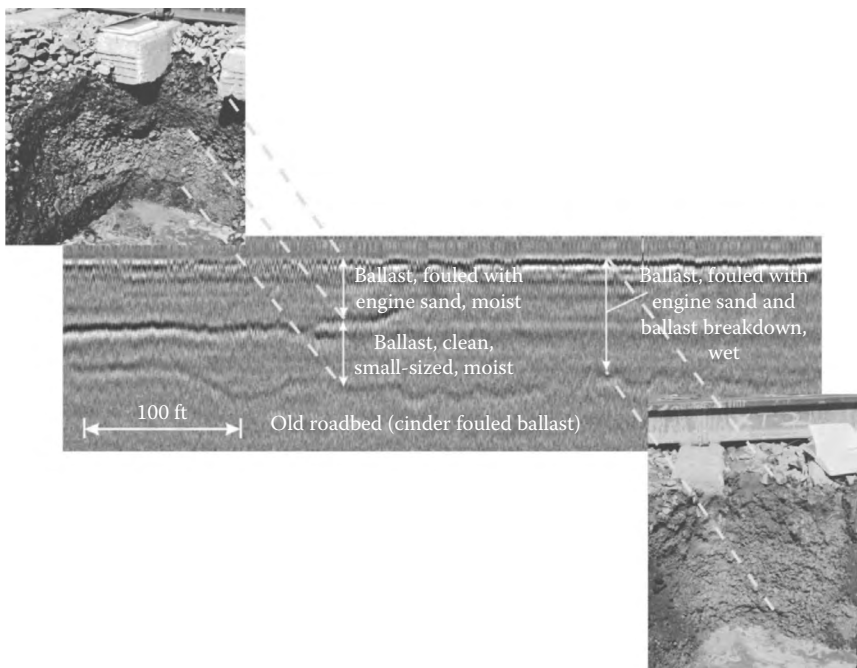 Ballast, fouled with
engine sand, moist
Ballast, clean,
small-sized, moist
Ballast, fouled with
engine sand and
ballast breakdown,
wet
100 ft
Old roadbed (cinder fouled ballast)